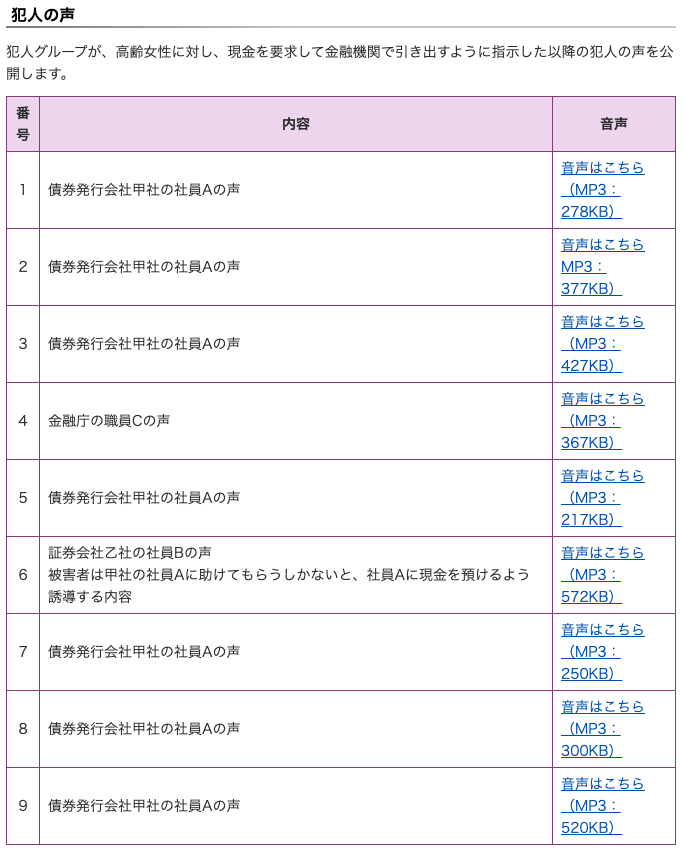 犯人の声
犯人グループが、高齢女性に対し、現金を要求して金融機関で引き出すように指示した以降の犯人の声を公
開します。
番
号
内容
音声
1
債券発行会社甲社の社員Aの声
音声はこちら
（MP3：
278KB）
2
債券発行会社甲社の社員Aの声
音声はこちら
MP3：
377KB）
3
債券発行会社甲社の社員Aの声
音声はこちら
（MP3：
427KB）
4
金融庁の職員Cの声
音声はこちら
（MP3：
367KB）
5
債券発行会社甲社の社員Aの声
音声はこちら
（MP3：
217KB）
6
証券会社乙社の社員Bの声
被害者は甲社の社員Aに助けてもらうしかないと、社員Aに現金を預けるよう
誘導する内容
音声はこちら
（MP3：
572KB）
7
債券発行会社甲社の社員Aの声
音声はこちら
（MP3：
250KB）
8
債券発行会社甲社の社員Aの声
音声はこちら
（MP3：
300KB）
9
債券発行会社甲社の社員Aの声
音声はこちら
（MP3：
520KB）